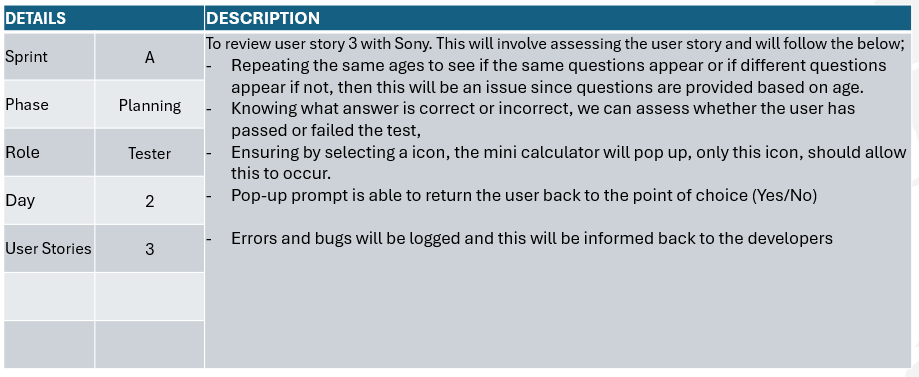 DETAILS
DESCRIPTION
Sprint
A
Phase
Planning
Role
Tester
Day
2
User Stories
3
To review user story 3 with Sony. This will involve assessing the user story and will follow the below;
- Repeating the same ages to see if the same questions appear or if different questions
appear if not, then this will be an issue since questions are provided based on age.
- Knowing what answer is correct or incorrect, we can assess whether the user has
passed or failed the test,
- Ensuring by selecting a icon, the mini calculator will pop up, only this icon, should allow
this to occur.
- Pop-up prompt is able to return the user back to the point of choice (Yes/No)
- Errors and bugs will be logged and this will be informed back to the developers